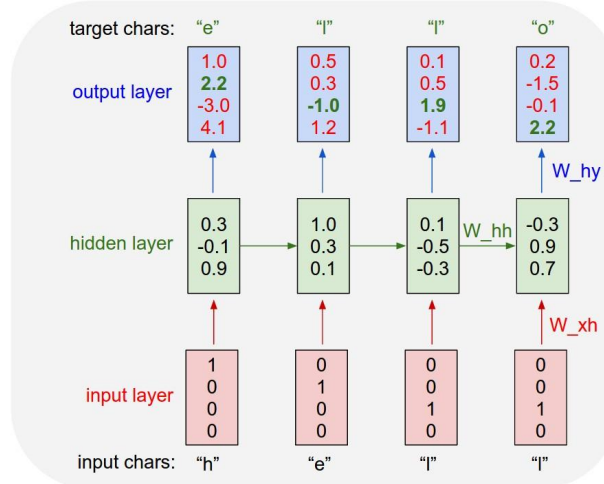 target chars: “e” “l” “l” “o”
output layer
1.0 0.5 0.1 0.2
2.2 0.3 0.5 -1.5
-3.0 -1.0 1.9 -0.1
4.1 1.2 -1.1 2.2
W_hy
hidden layer
0.3 1.0 0.1 -0.3
-0.1 0.3 -0.5 0.9
0.9 0.1 -0.3 0.7
W_hh
W_xh
input layer
1 0 0 0
0 1 0 0
0 0 1 1
0 0 0 0
input chars: “h” “e” “l” “l”